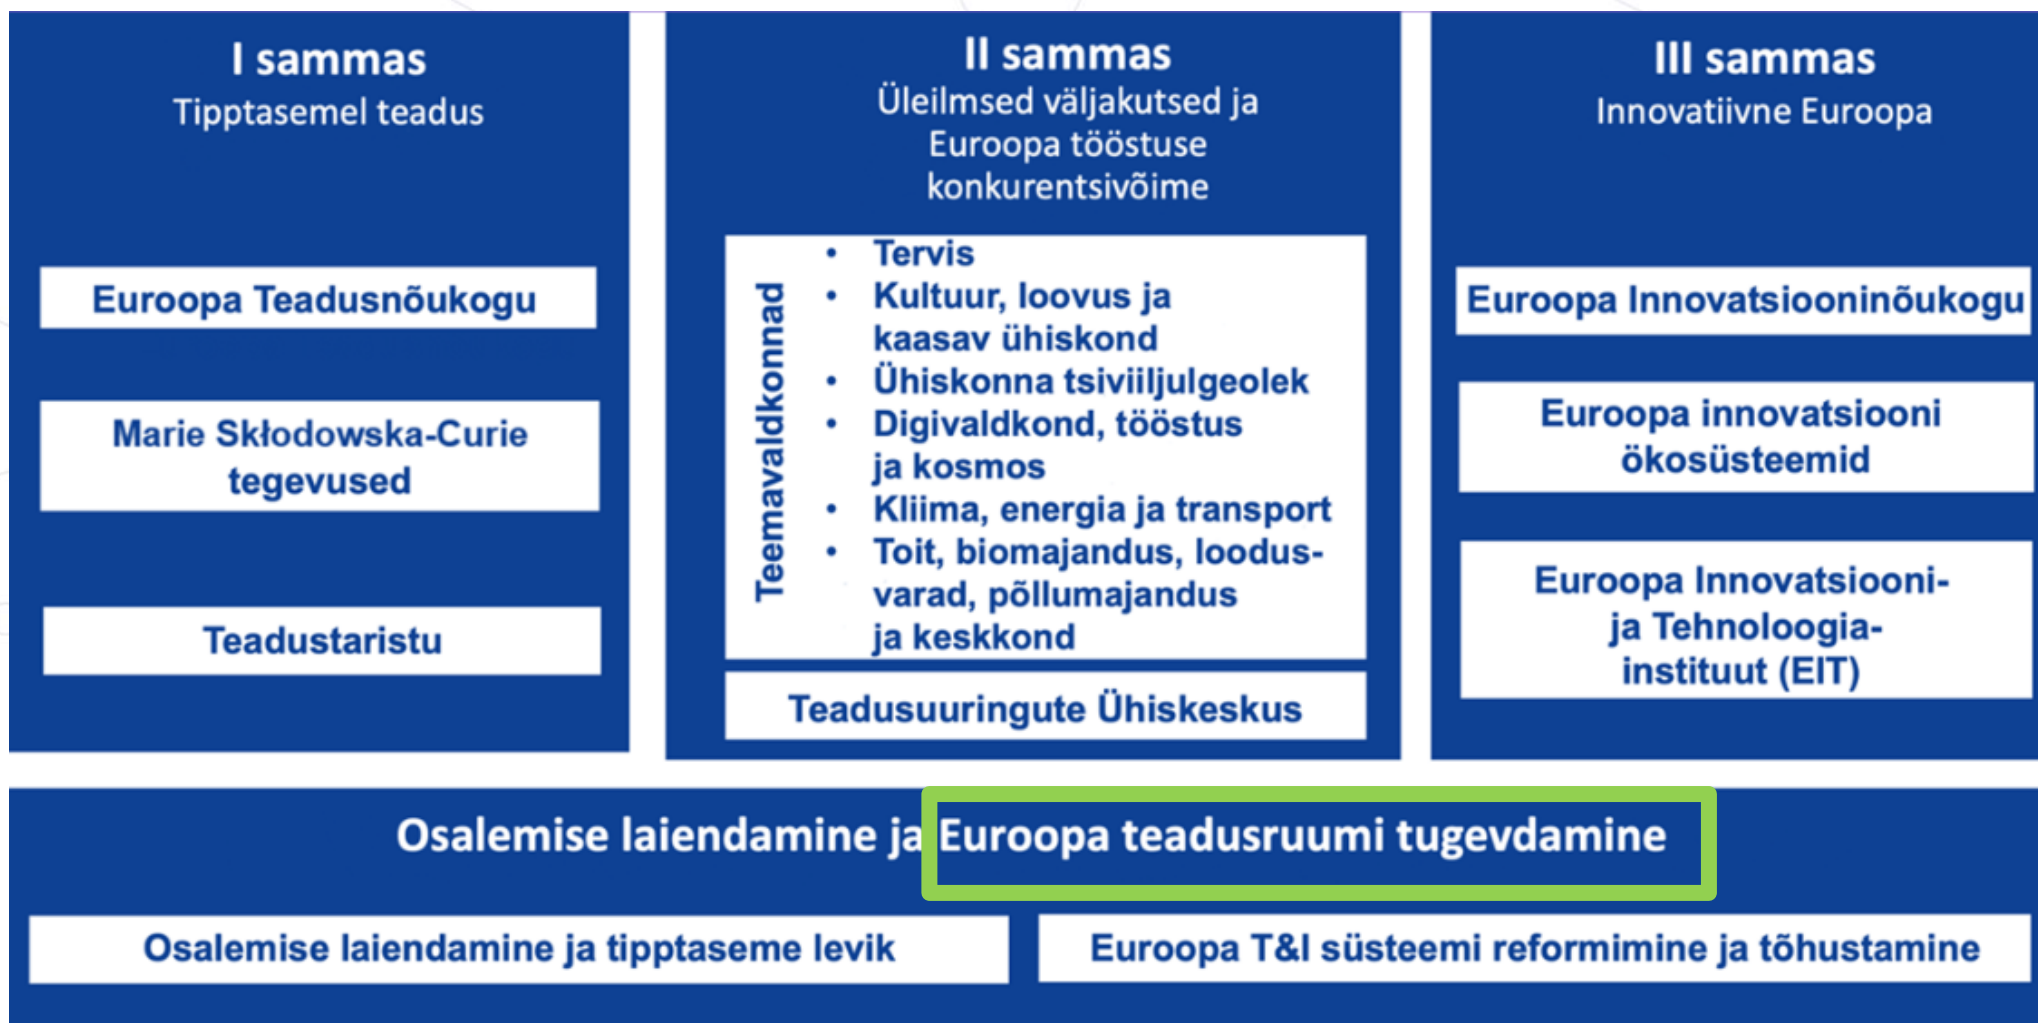 I sammas
Tipptasemel teadus
Euroopa Teadusnõukogu
Marie Skłodowska-Curie
tegevused
Teadustaristu
II sammas
Üleilmsed väljakutsed ja
Euroopa tööstuse
konkurentsivõime
Teemavaldkonnad
• Tervis
• Kultuur, loovus ja
kaasav ühiskond
• Ühiskonna tsiviiljulgeolek
• Digivaldkond, tööstus
ja kosmos
• Kliima, energia ja transport
• Toit, biomajandus, loodus-
varad, põllumajandus
ja keskkond
Teadusuuringute Ühiskeskus
III sammas
Innovatiivne Euroopa
Euroopa Innovatsiooninõukogu
Euroopa innovatsiooni
ökosüsteemid
Euroopa Innovatsiooni-
ja Tehnoloogia-
instituut (EIT)
Osalemise laiendamine ja Euroopa teadusruumi tugevdamine
Osalemise laiendamine ja tipptaseme levik
Euroopa T&I süsteemi reformimine ja tõhustamine